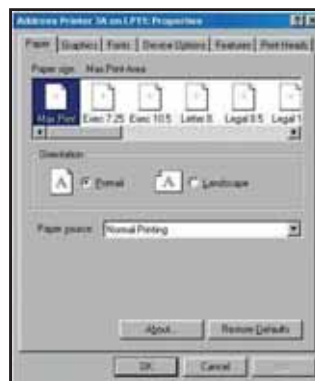 Address Printer 3A on LPT1: Properties
Paper Graphics Fonts Device Options Features Print Heads
Paper size: Max Print Area
Max Print Exec 7.25 Exec 10.5 Letter 8. Legal 8.5 Legal 1
Orientation
A Portrait A Landscape
Paper source: Normal Printing
About... Restore Defaults
OK Cancel